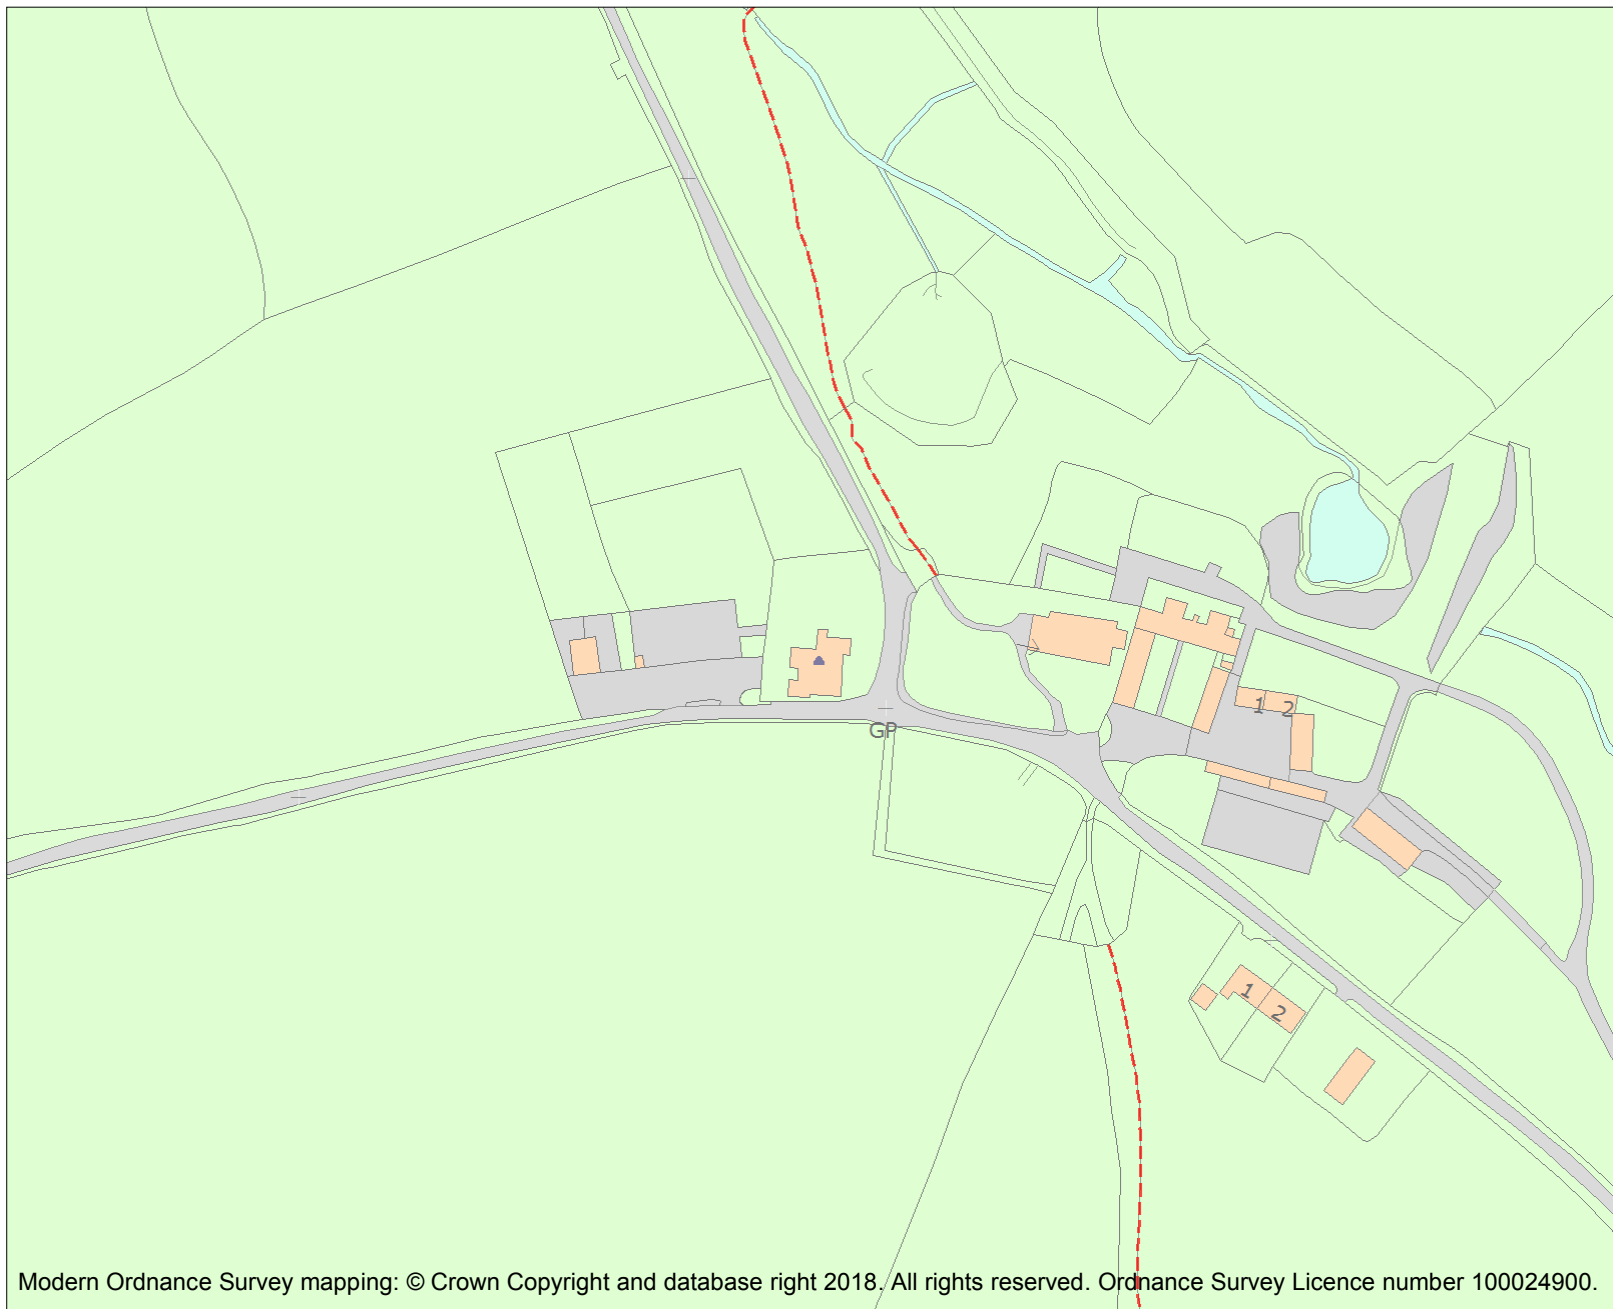 1 2
GP
1
2
Modern Ordnance Survey mapping: © Crown Copyright and database right 2018. All rights reserved. Ordnance Survey Licence number 100024900.